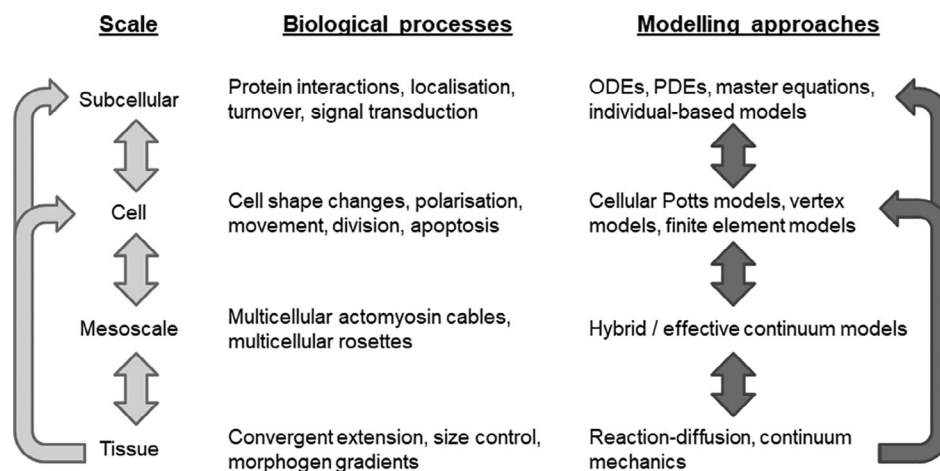 Scale Biological processes Modelling approaches
Subcellular
Protein interactions, localisation,
turnover, signal transduction
ODEs, PDEs, master equations,
individual-based models
Cell
Cell shape changes, polarisation,
movement, division, apoptosis
Cellular Potts models, vertex
models, finite element models
Mesoscale
Multicellular actomyosin cables,
multicellular rosettes
Hybrid / effective continuum models
Tissue
Convergent extension, size control,
morphogen gradients
Reaction-diffusion, continuum
mechanics